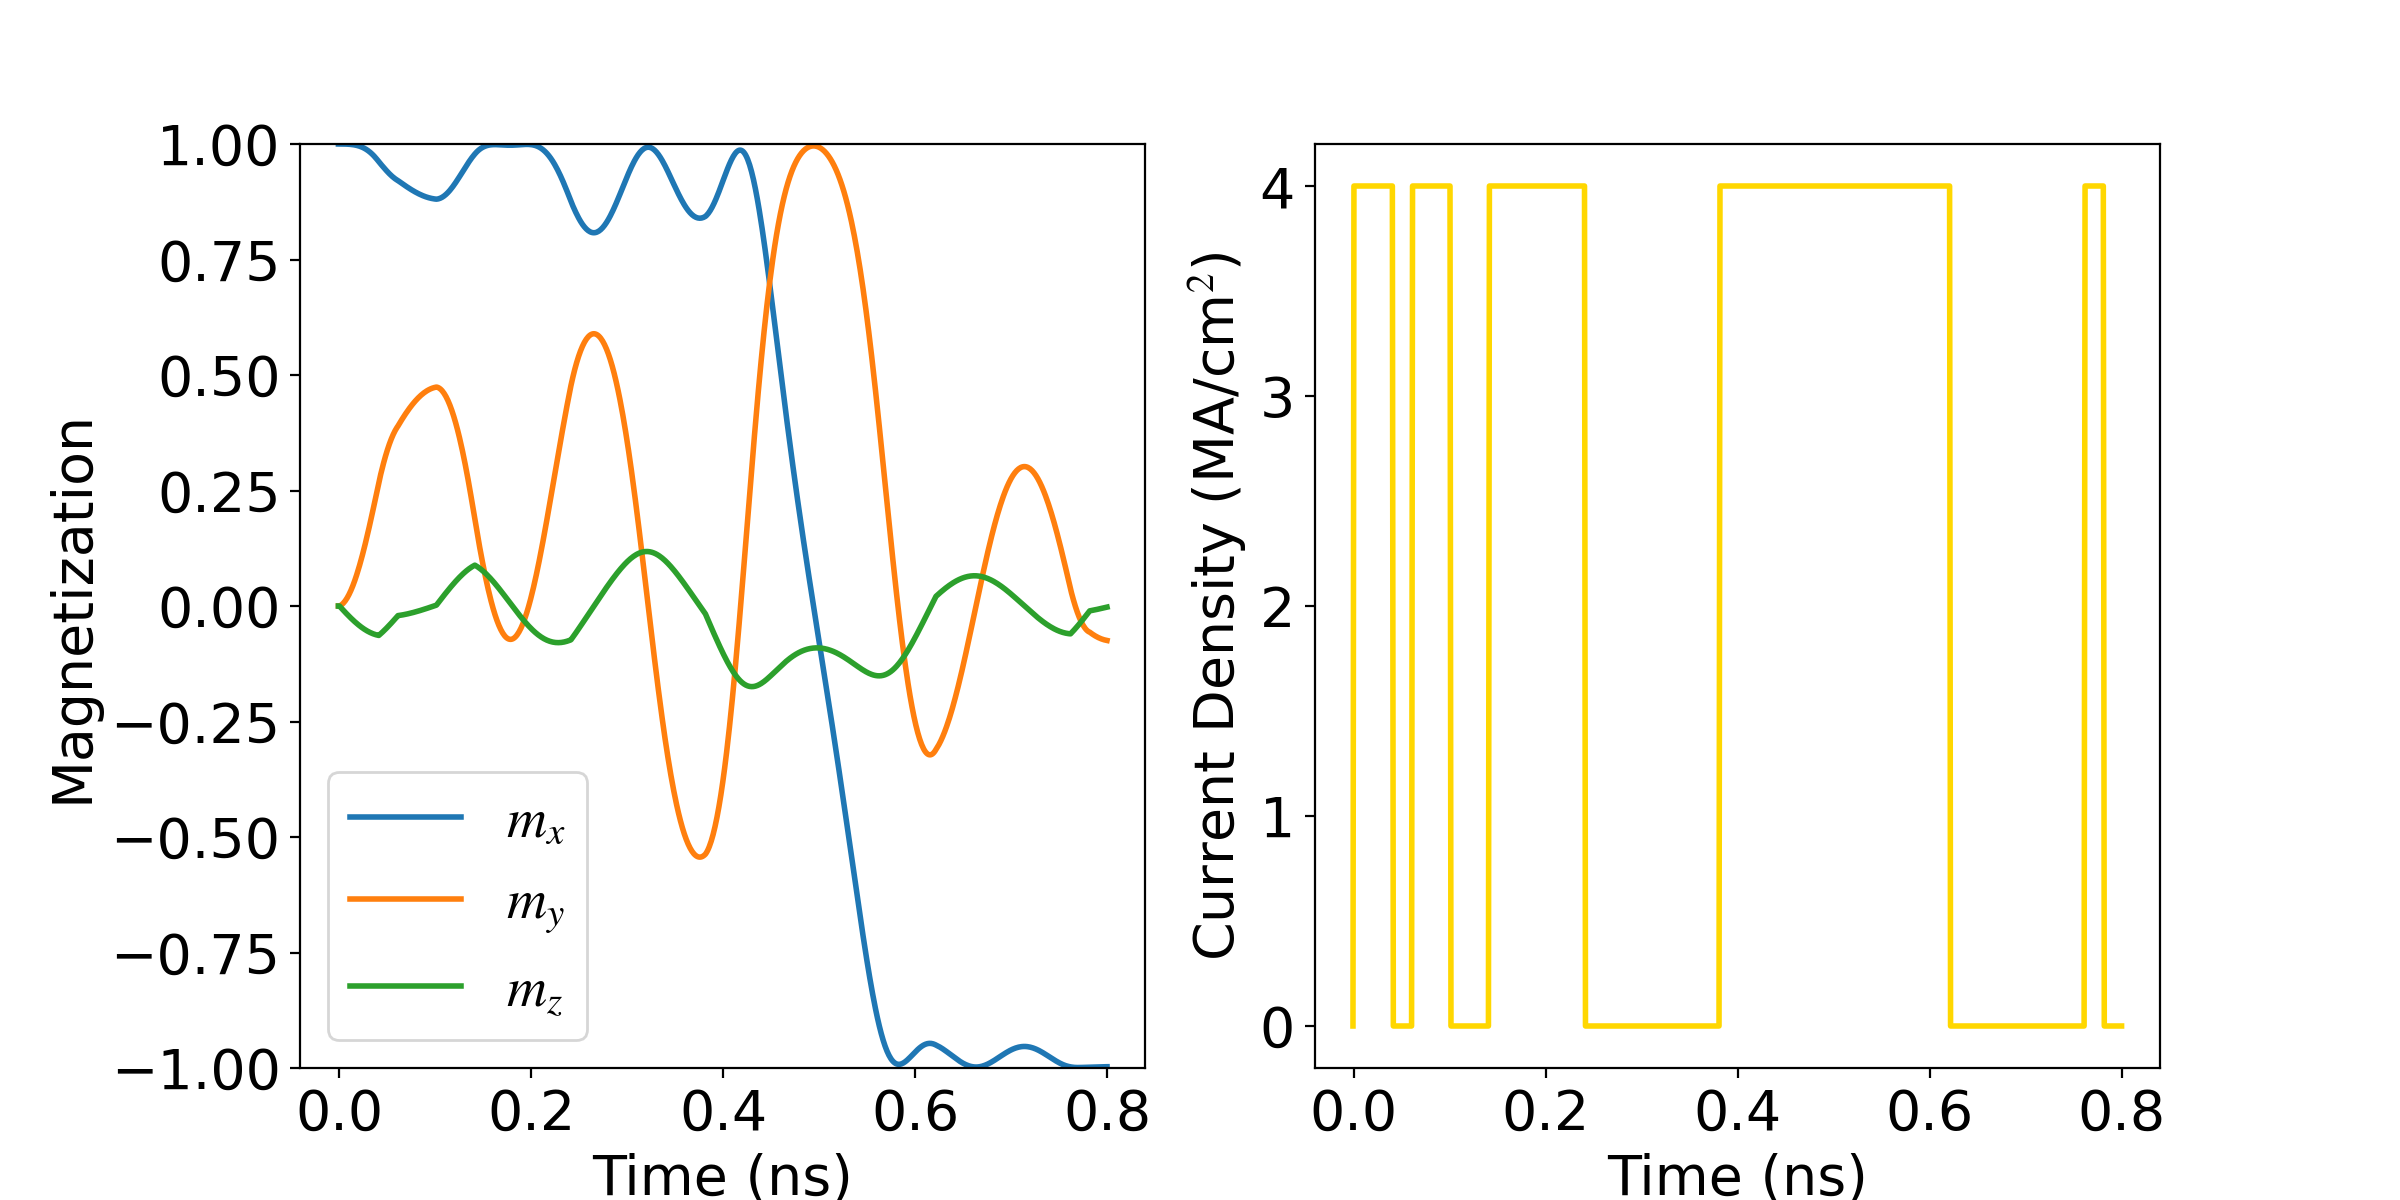 Magnetization
1.00
0.75
0.50
0.25
0.00
−0.25
−0.50
−0.75
−1.00
m_x
m_y
m_z
0.0 0.2 0.4 0.6 0.8
Time (ns)
Current Density (MA/cm²)
4
3
2
1
0
0.0 0.2 0.4 0.6 0.8
Time (ns)